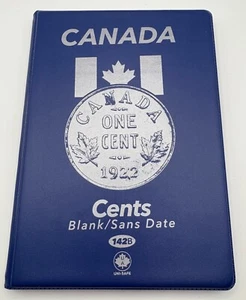 CANADA
CANADA
ONE
CENT
1922
Cents
Blank/Sans Date
142B
UNI-SAFE